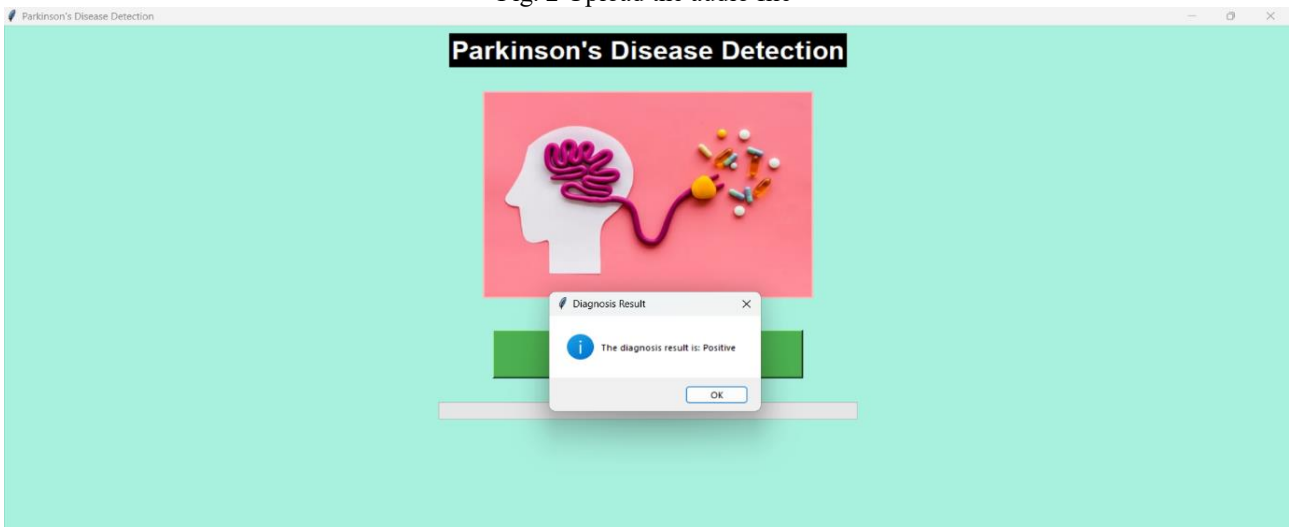 Parkinson's Disease Detection
Parkinson's Disease Detection
Diagnosis Result
The diagnosis result is: Positive
OK